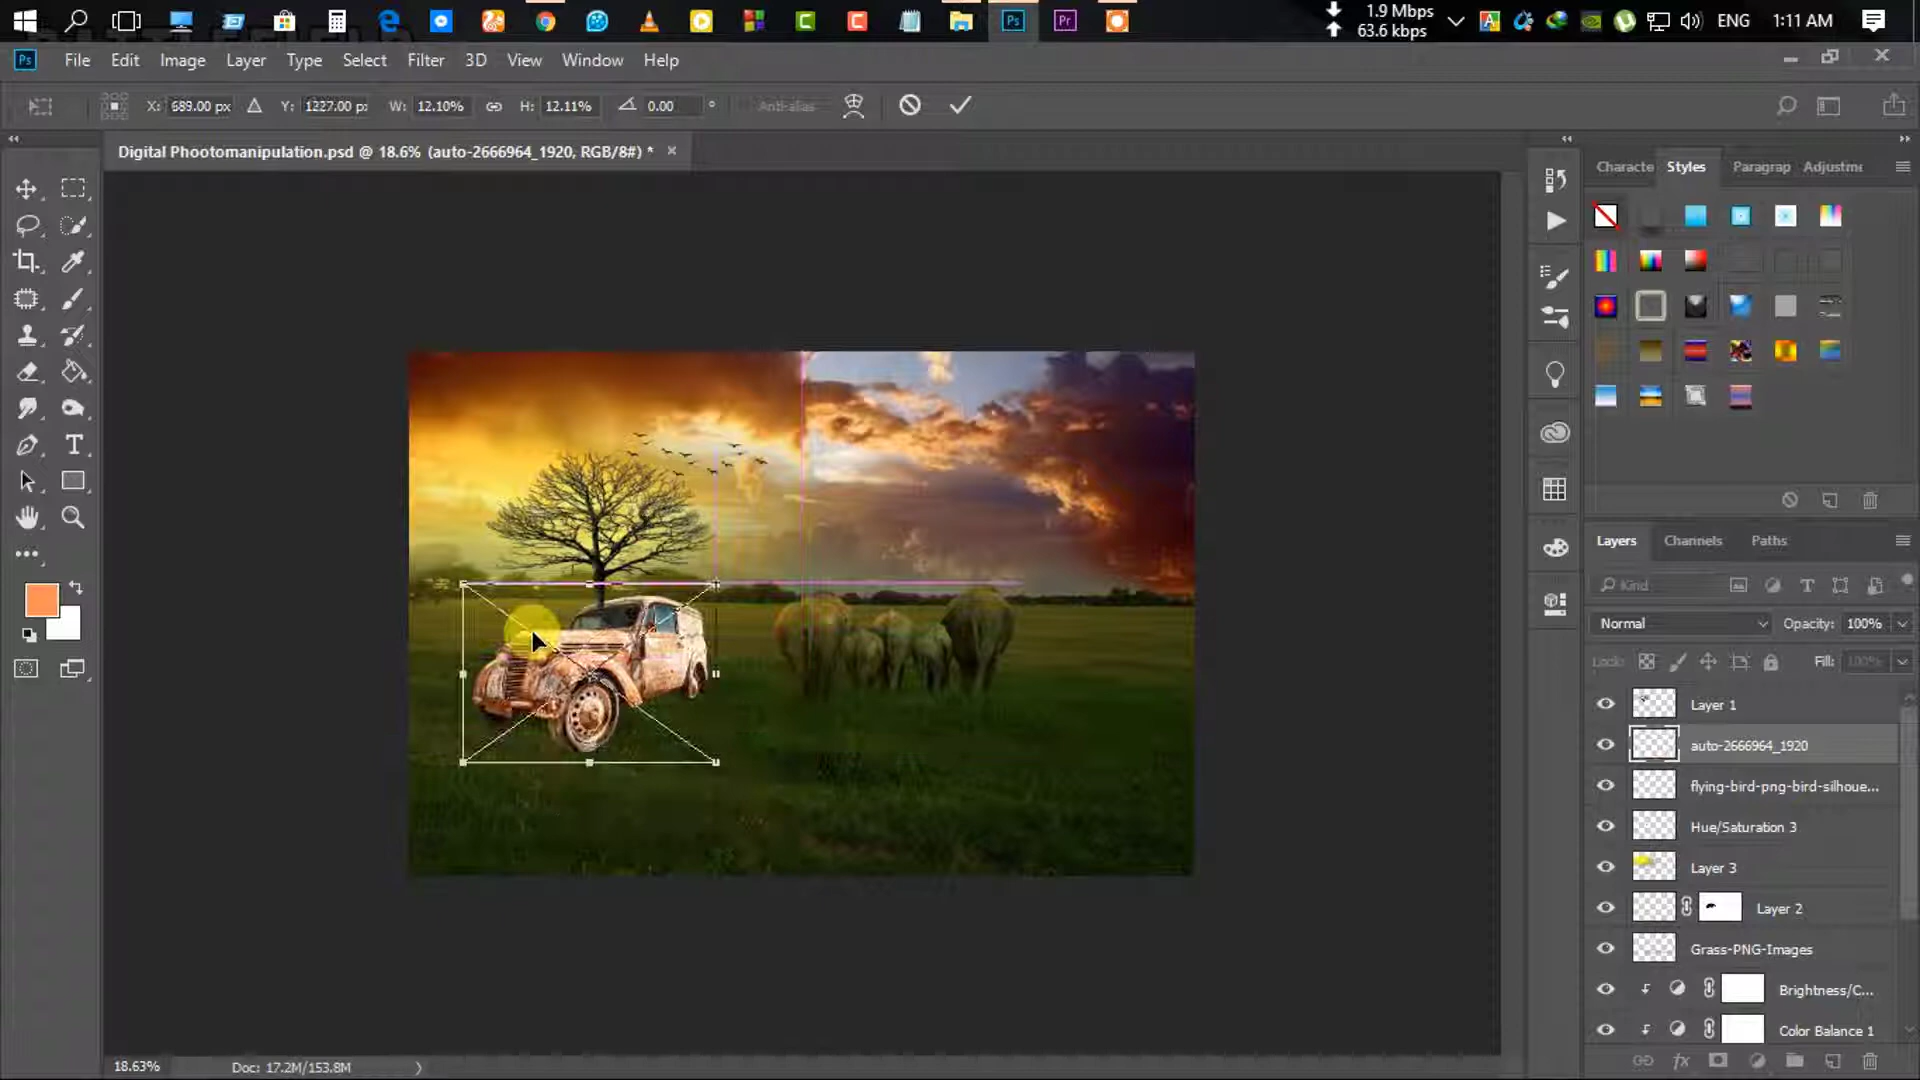 1.9 Mbps
63.6 kbps
ENG
1:11 AM
File Edit Image Layer Type Select Filter 3D View Window Help
X: 689.00 px Y: 1227.00 p: W: 12.10% H: 12.11% 0.00 ° Anti-alias
Digital Phootomanipulation.psd @ 18.6% (auto-2666964_1920, RGB/8#) *
Characte Styles Paragrap Adjustme
Layers Channels Paths
Kind
Normal Opacity: 100%
Lock: Fill: 100%
Layer 1
auto-2666964_1920
flying-bird-png-bird-silhoue...
Hue/Saturation 3
Layer 3
Layer 2
Grass-PNG-Images
Brightness/C...
Color Balance 1
18.63% Doc: 17.2M/153.8M